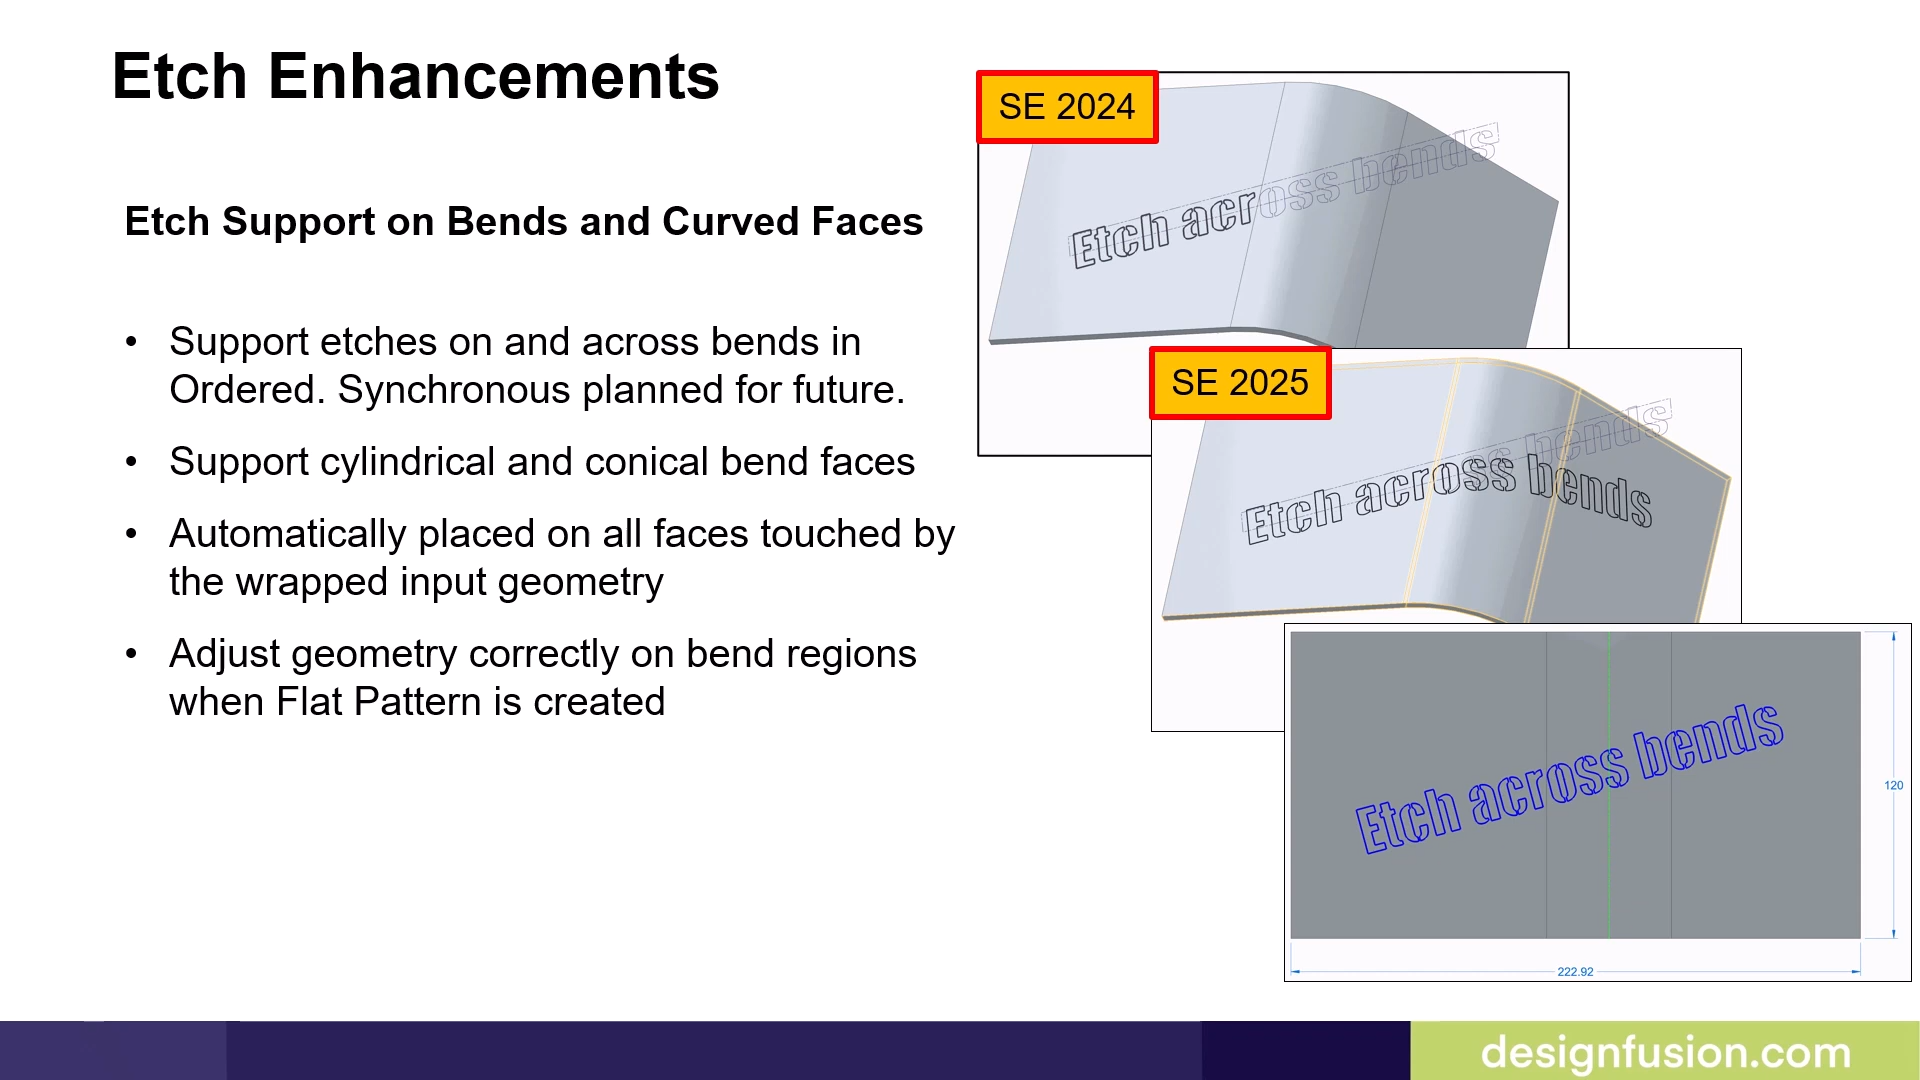 Etch Enhancements
Etch Support on Bends and Curved Faces
• Support etches on and across bends in
Ordered. Synchronous planned for future.
• Support cylindrical and conical bend faces
• Automatically placed on all faces touched by
the wrapped input geometry
• Adjust geometry correctly on bend regions
when Flat Pattern is created
SE 2024
Etch across bends
SE 2025
Etch across bends
Etch across bends
120
222.92
designfusion.com